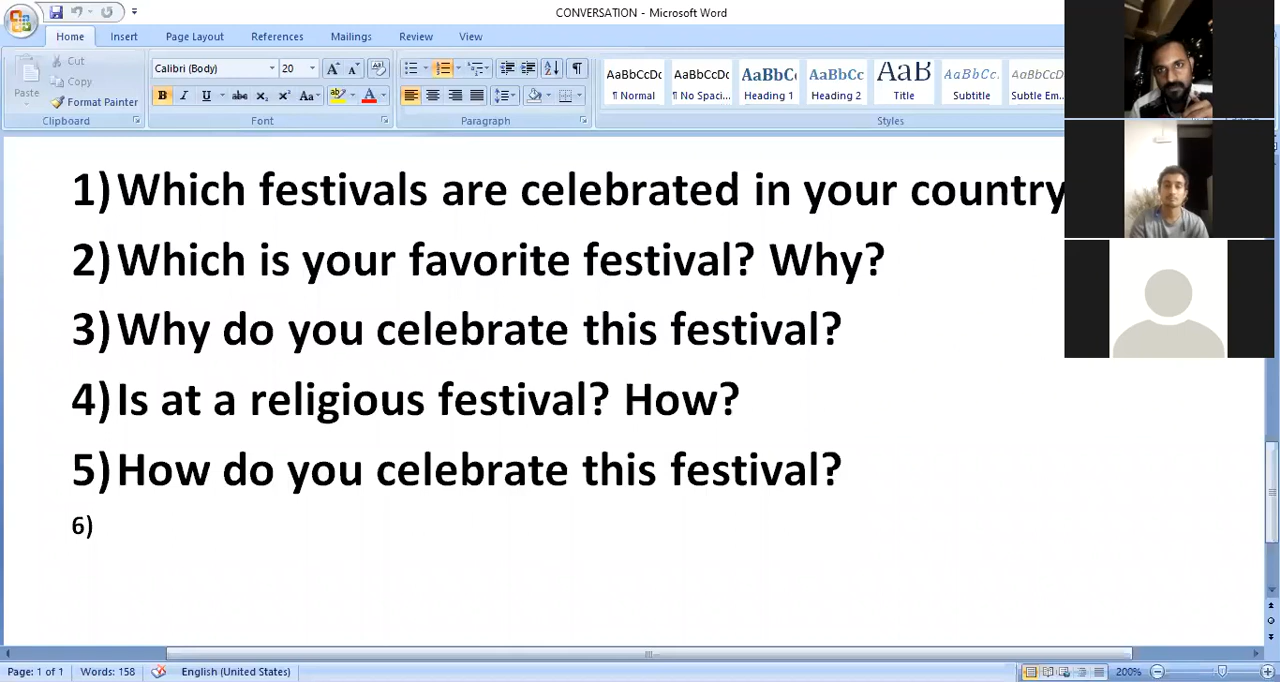 CONVERSATION - Microsoft Word
Home Insert Page Layout References Mailings Review View
Cut
Copy
Paste
Format Painter
Clipboard
Calibri (Body) 20
Font
Paragraph
AaBbCcDc AaBbCcDc AaBbCc AaBbCc AaB AaBbCc. AaBbCcDc
¶ Normal ¶ No Spaci... Heading 1 Heading 2 Title Subtitle Subtle Em...
Styles
1) Which festivals are celebrated in your country
2) Which is your favorite festival? Why?
3) Why do you celebrate this festival?
4) Is at a religious festival? How?
5) How do you celebrate this festival?
6)
Page: 1 of 1 Words: 158 English (United States) 200%